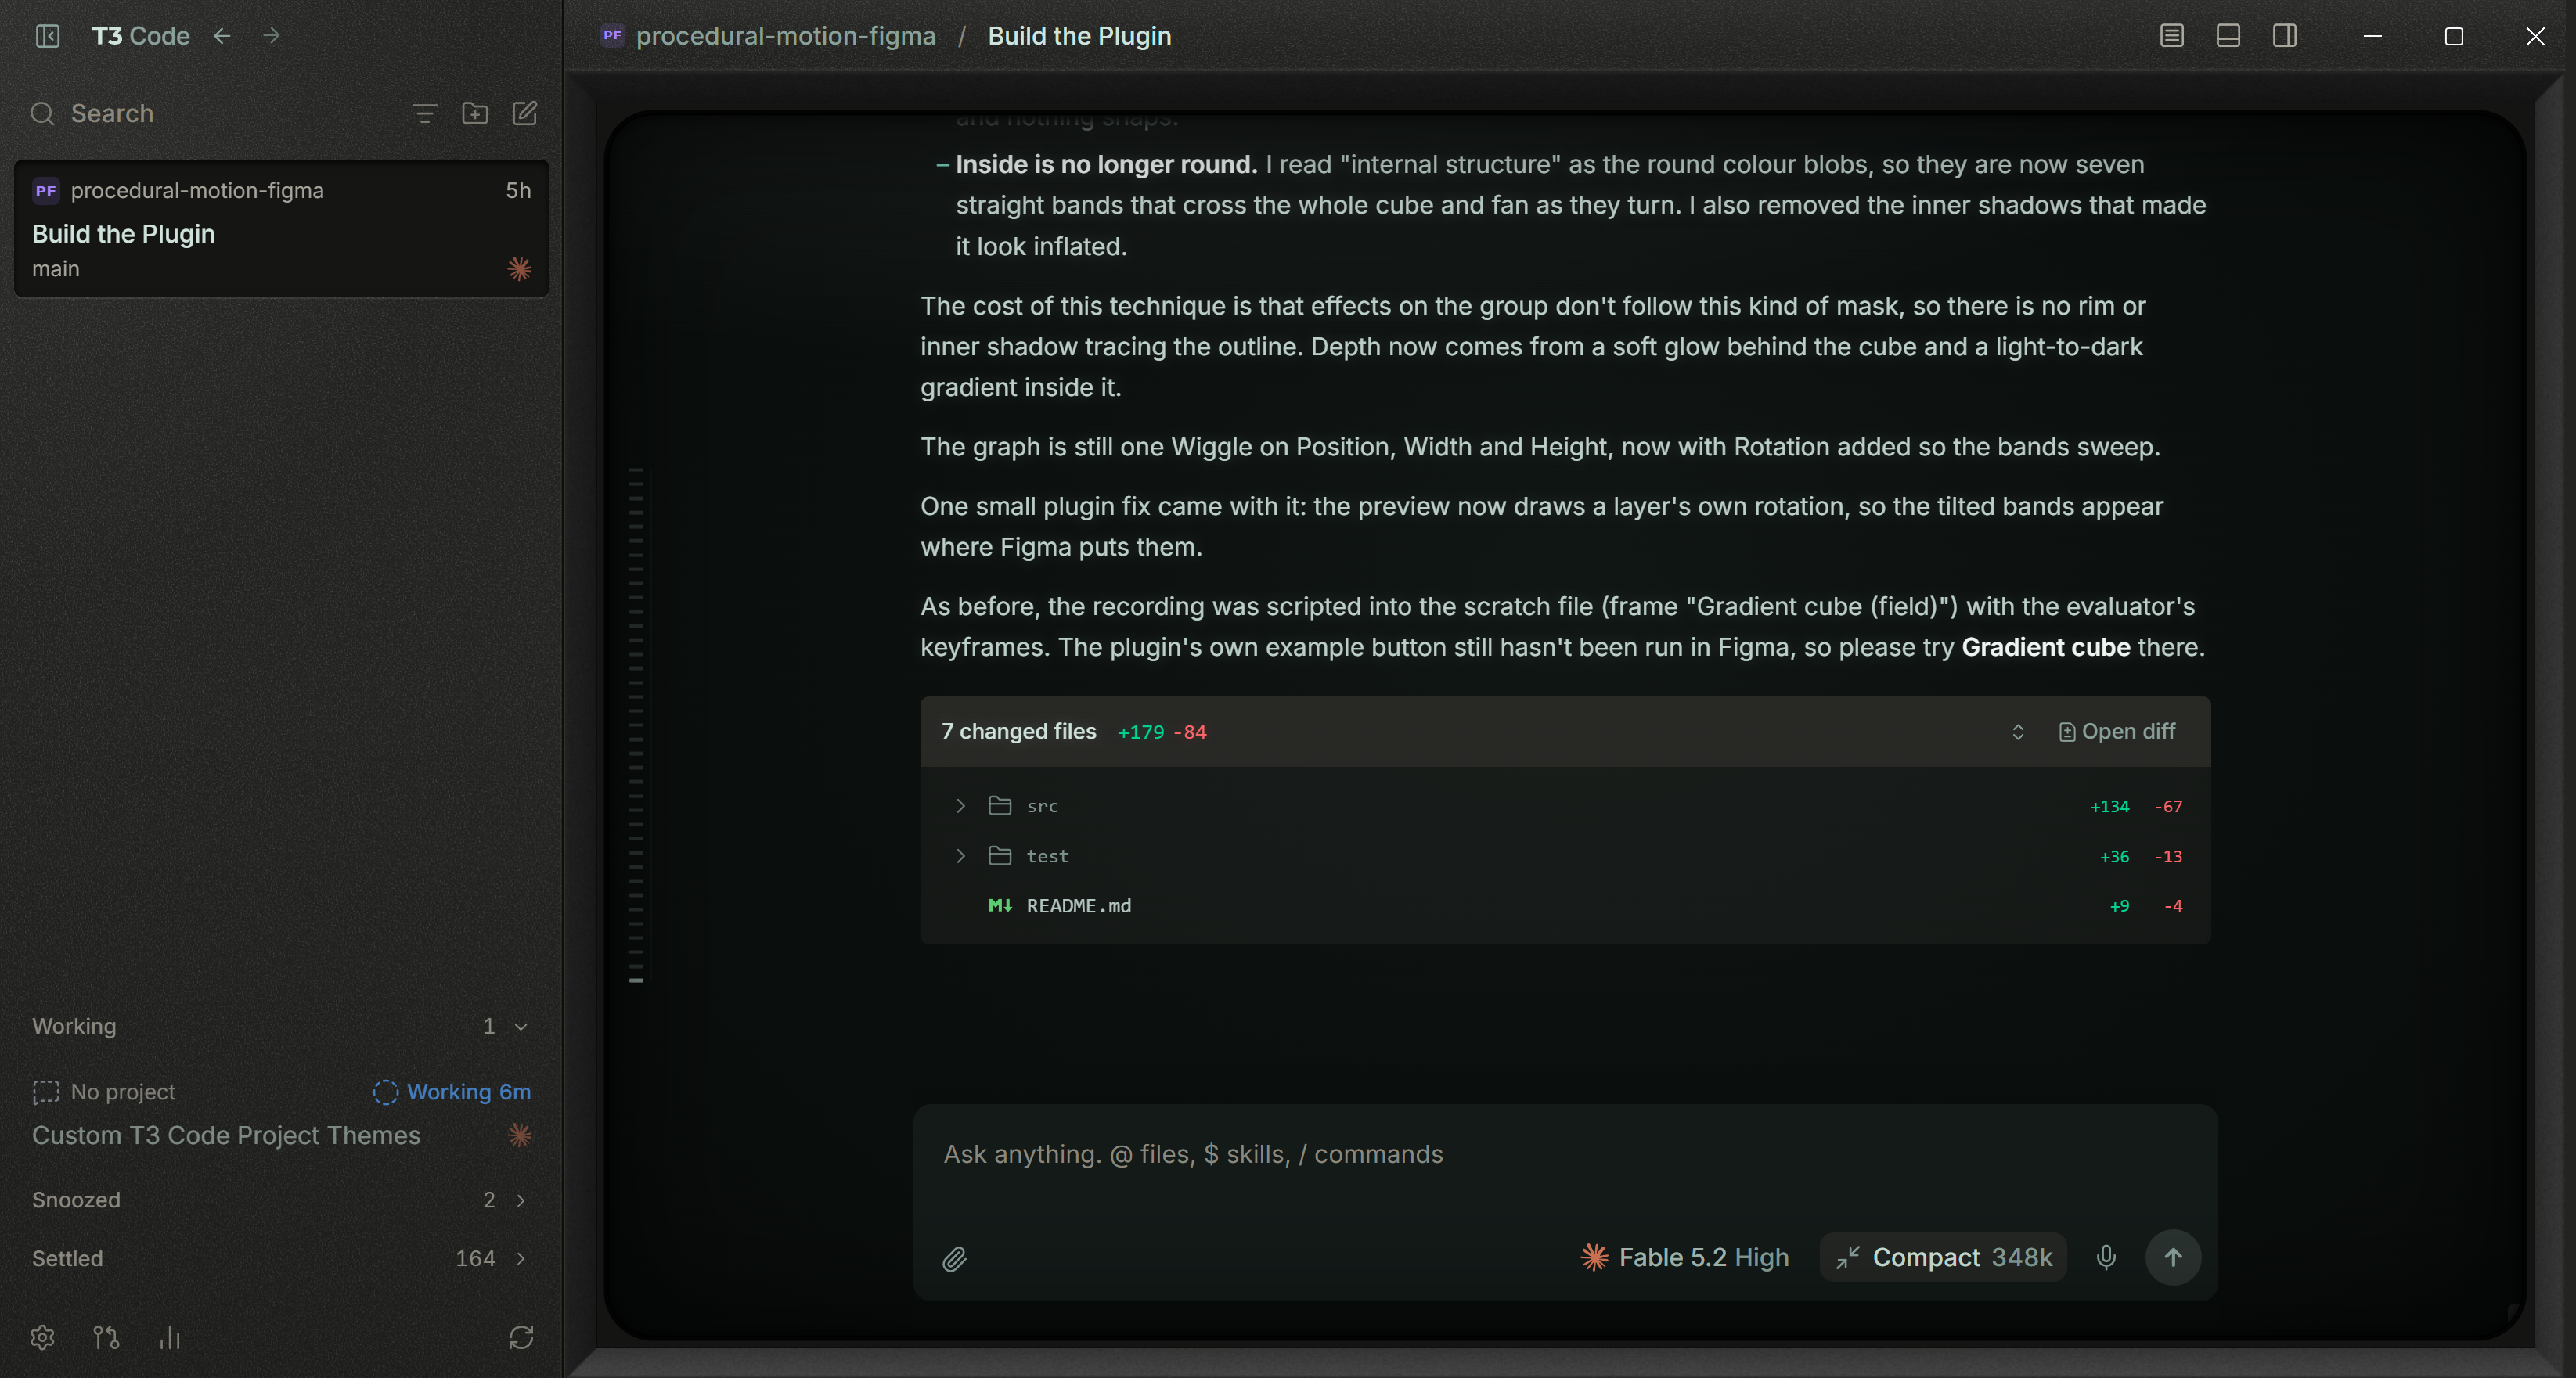 T3 Code
PF procedural-motion-figma / Build the Plugin
Search
PF procedural-motion-figma 5h
Build the Plugin
main
Working 1
No project Working 6m
Custom T3 Code Project Themes
Snoozed 2
Settled 164
and nothing snaps.
– Inside is no longer round. I read "internal structure" as the round colour blobs, so they are now seven
straight bands that cross the whole cube and fan as they turn. I also removed the inner shadows that made
it look inflated.
The cost of this technique is that effects on the group don't follow this kind of mask, so there is no rim or
inner shadow tracing the outline. Depth now comes from a soft glow behind the cube and a light-to-dark
gradient inside it.
The graph is still one Wiggle on Position, Width and Height, now with Rotation added so the bands sweep.
One small plugin fix came with it: the preview now draws a layer's own rotation, so the tilted bands appear
where Figma puts them.
As before, the recording was scripted into the scratch file (frame "Gradient cube (field)") with the evaluator's
keyframes. The plugin's own example button still hasn't been run in Figma, so please try Gradient cube there.
7 changed files +179 -84 Open diff
src +134 -67
test +36 -13
M↓ README.md +9 -4
Ask anything. @ files, $ skills, / commands
Fable 5.2 High Compact 348k